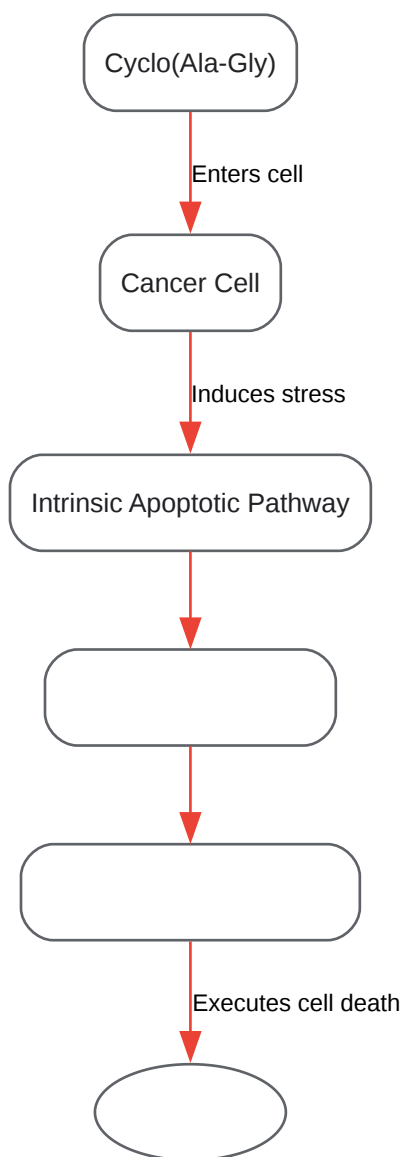 Cyclo(Ala-Gly)
Enters cell
Cancer Cell
Induces stress
Intrinsic Apoptotic Pathway
Executes cell death